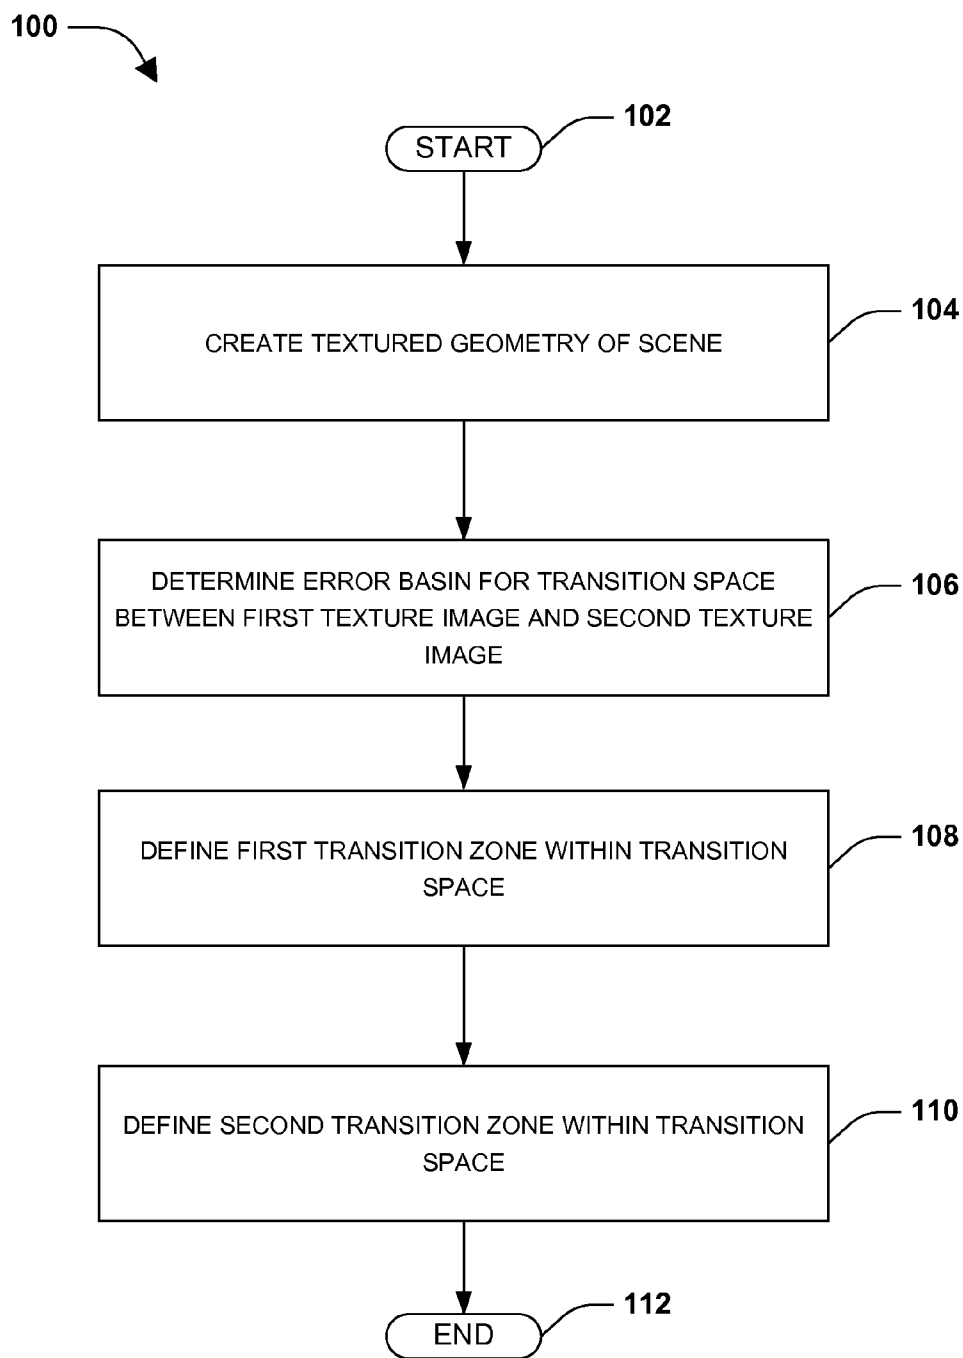 100
102
START
104
CREATE TEXTURED GEOMETRY OF SCENE
106
DETERMINE ERROR BASIN FOR TRANSITION SPACE
BETWEEN FIRST TEXTURE IMAGE AND SECOND TEXTURE
IMAGE
108
DEFINE FIRST TRANSITION ZONE WITHIN TRANSITION
SPACE
110
DEFINE SECOND TRANSITION ZONE WITHIN TRANSITION
SPACE
112
END